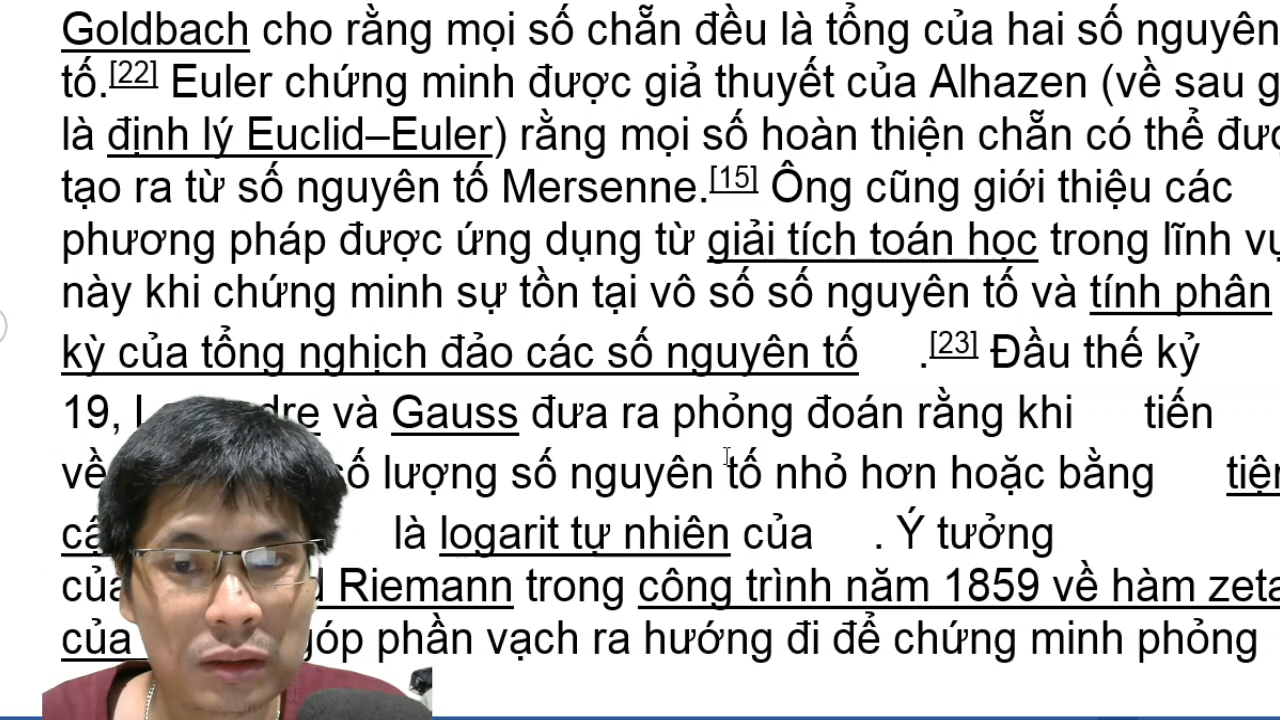 Goldbach cho rằng mọi số chẵn đều là tổng của hai số nguyên
tố.[22] Euler chứng minh được giả thuyết của Alhazen (về sau
là định lý Euclid–Euler) rằng mọi số hoàn thiện chẵn có thể
tạo ra từ số nguyên tố Mersenne.[15] Ông cũng giới thiệu các
phương pháp được ứng dụng từ giải tích toán học trong lĩnh
này khi chứng minh sự tồn tại vô số số nguyên tố và tính phân
kỳ của tổng nghịch đảo các số nguyên tố .[23] Đầu thế kỷ
19, và Gauss đưa ra phỏng đoán rằng khi tiến
về số lượng số nguyên tố nhỏ hơn hoặc bằng
là logarit tự nhiên của . Ý tưởng
của Riemann trong công trình năm 1859 về hàm zeta
của góp phần vạch ra hướng đi để chứng minh phỏng